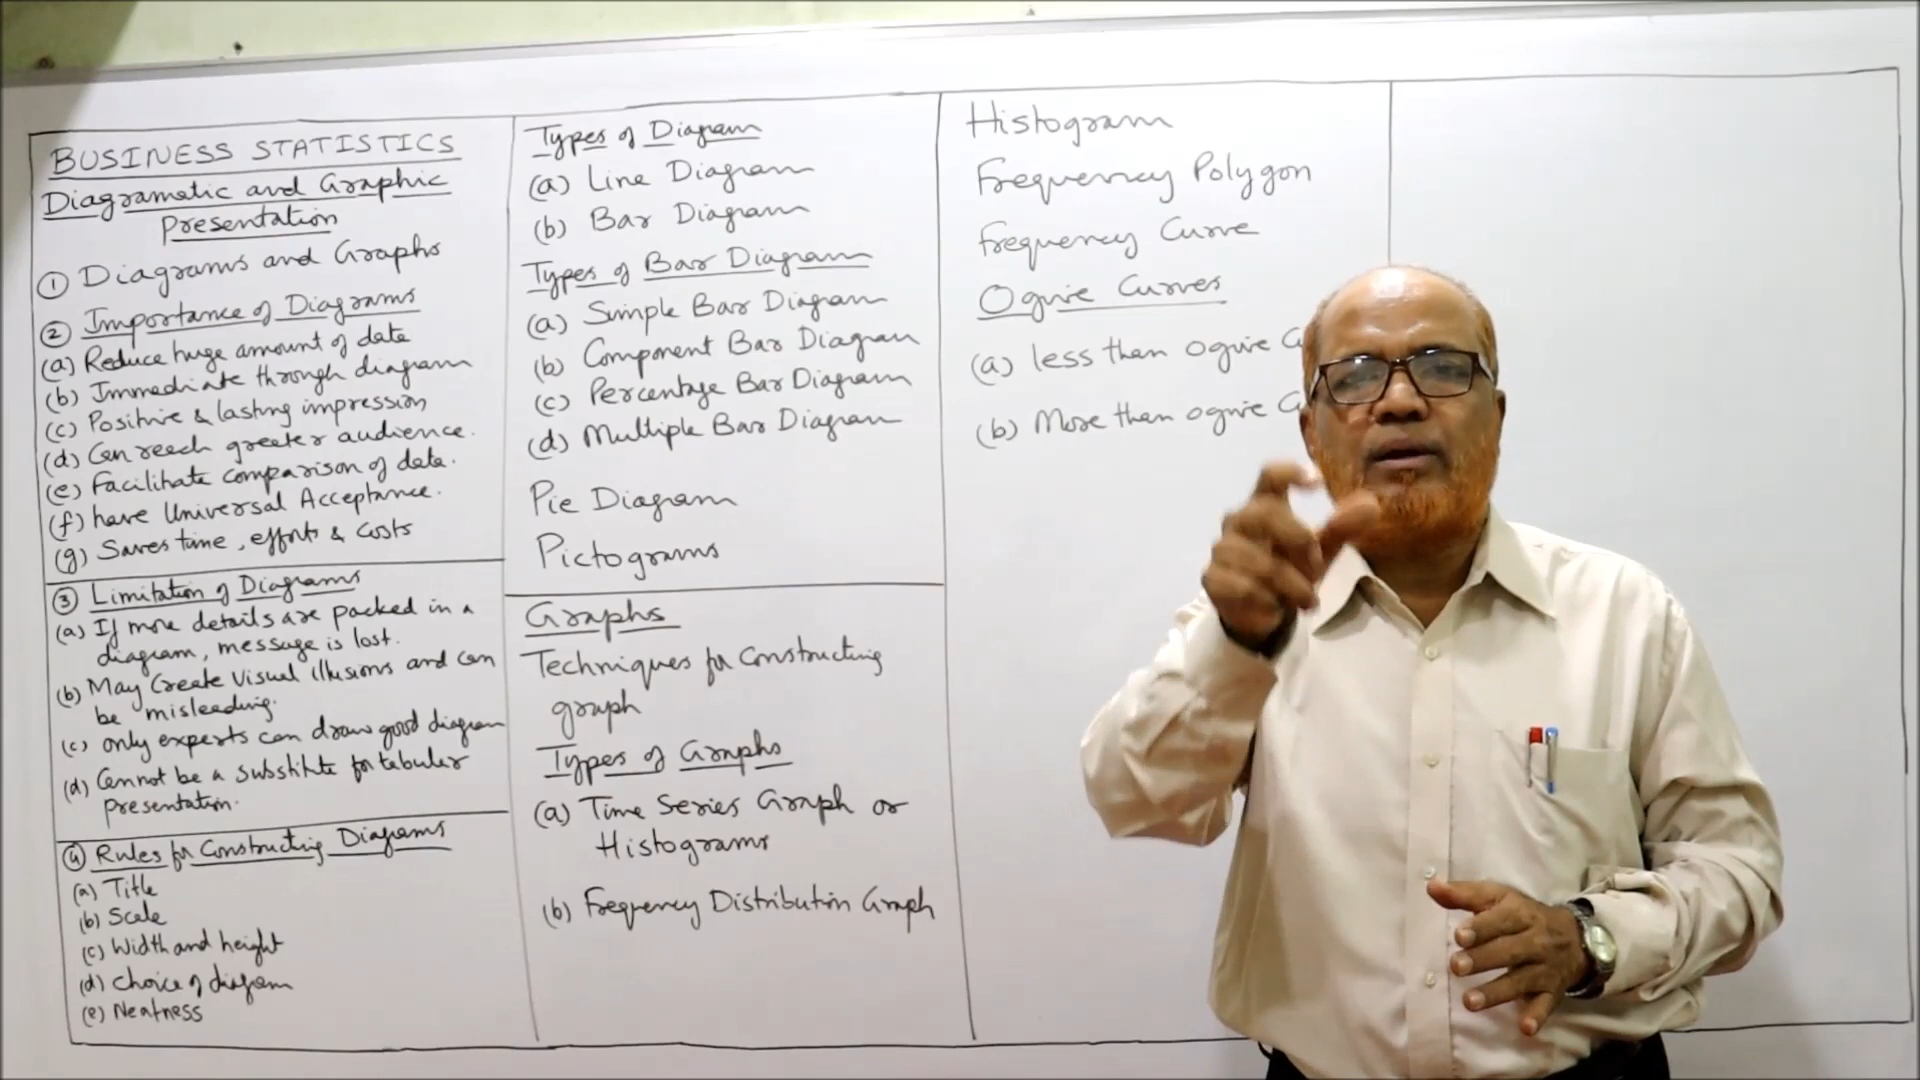 BUSINESS STATISTICS
Diagramatic and Graphic
Presentation
① Diagrams and Graphs
② Importance of Diagrams
(a) Reduce huge amount of data
(b) Immediate through diagram
(c) Positive & lasting impression
(d) Can reach greater audience.
(e) Facilitate comparison of data.
(f) have Universal Acceptance.
(g) Saves time, efforts & Costs
③ Limitation of Diagrams
(a) If more details are packed in a
diagram, message is lost.
(b) May Create Visual illusions and can
be misleading.
(c) only experts can draw good diagram
(d) Cannot be a substitute for tabular
presentation.
④ Rules for Constructing Diagrams
(a) Title
(b) Scale
(c) Width and height
(d) Choice of diagram
(e) Neatness
Types of Diagram
(a) Line Diagram
(b) Bar Diagram
Types of Bar Diagram
(a) Simple Bar Diagram
(b) Component Bar Diagram
(c) Percentage Bar Diagram
(d) Multiple Bar Diagram
Pie Diagram
Pictograms
Graphs
Techniques for Constructing
graph
Types of Graphs
(a) Time Series Graph or
Histograms
(b) Frequency Distribution Graph
Histogram
Frequency Polygon
Frequency Curve
Ogive Curves
(a) less than ogive
(b) More than ogive